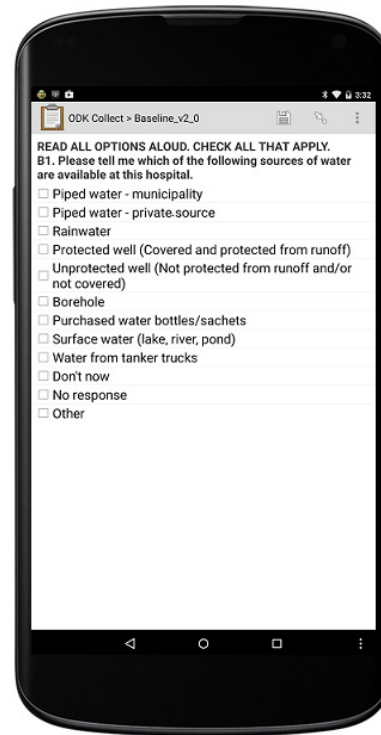 3:32
ODK Collect > Baseline_v2_0
READ ALL OPTIONS ALOUD. CHECK ALL THAT APPLY.
B1. Please tell me which of the following sources of water
are available at this hospital.
Piped water - municipality
Piped water - private source
Rainwater
Protected well (Covered and protected from runoff)
Unprotected well (Not protected from runoff and/or
not covered)
Borehole
Purchased water bottles/sachets
Surface water (lake, river, pond)
Water from tanker trucks
Don't now
No response
Other